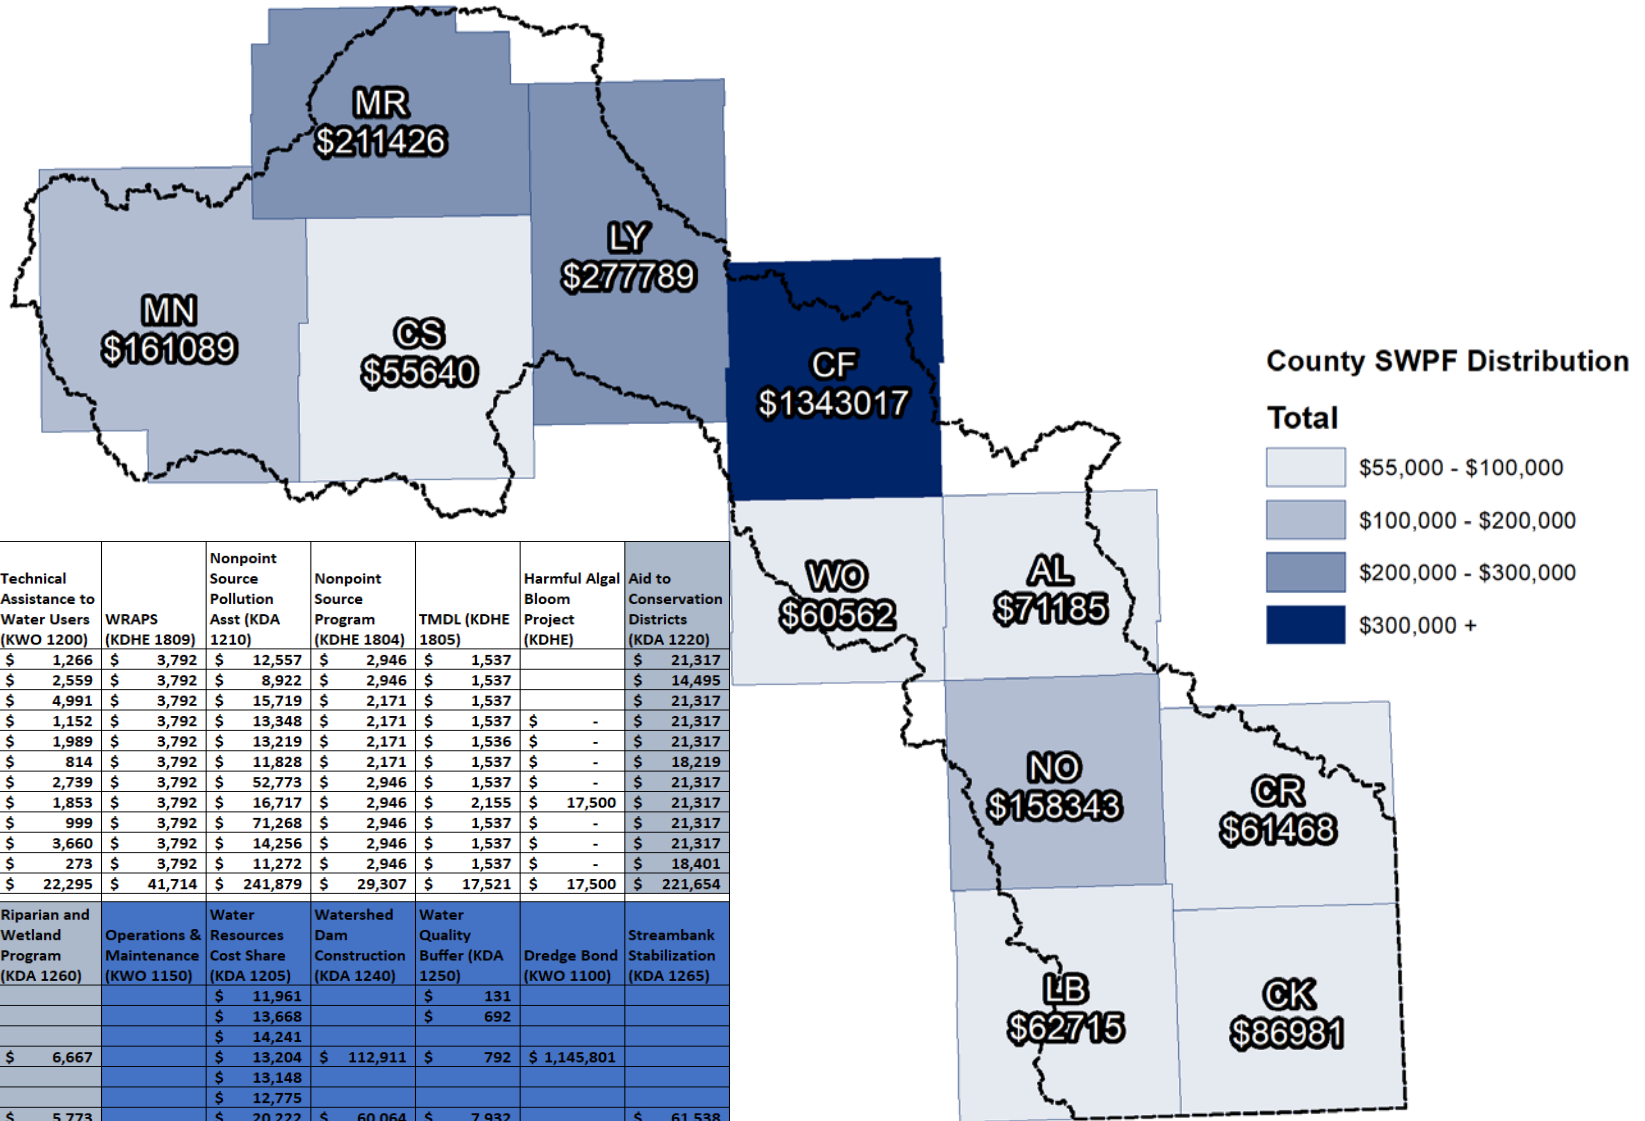 MR
$211426
LY
$277789
MN
$161089
CS
$55640
CF
$1343017
County SWPF Distribution
Total
$55,000 - $100,000
$100,000 - $200,000
$200,000 - $300,000
$300,000 +
WO
$60562
AL
$71185
NO
$158343
CR
$61468
LB
$62715
CK
$86981
Technical Assistance to Water Users (KWO 1200) WRAPS (KDHE 1809) Nonpoint Source Pollution Asst (KDA 1210) Nonpoint Source Program (KDHE 1804) TMDL (KDHE 1805) Harmful Algal Bloom Project (KDHE) Aid to Conservation Districts (KDA 1220)
$ 1,266 $ 3,792 $ 12,557 $ 2,946 $ 1,537 $ 21,317
$ 2,559 $ 3,792 $ 8,922 $ 2,946 $ 1,537 $ 14,495
$ 4,991 $ 3,792 $ 15,719 $ 2,171 $ 1,537 $ 21,317
$ 1,152 $ 3,792 $ 13,348 $ 2,171 $ 1,537 $ - $ 21,317
$ 1,989 $ 3,792 $ 13,219 $ 2,171 $ 1,536 $ - $ 21,317
$ 814 $ 3,792 $ 11,828 $ 2,171 $ 1,537 $ - $ 18,219
$ 2,739 $ 3,792 $ 52,773 $ 2,946 $ 1,537 $ - $ 21,317
$ 1,853 $ 3,792 $ 16,717 $ 2,946 $ 2,155 $ 17,500 $ 21,317
$ 999 $ 3,792 $ 71,268 $ 2,946 $ 1,537 $ - $ 21,317
$ 3,660 $ 3,792 $ 14,256 $ 2,946 $ 1,537 $ - $ 21,317
$ 273 $ 3,792 $ 11,272 $ 2,946 $ 1,537 $ - $ 18,401
$ 22,295 $ 41,714 $ 241,879 $ 29,307 $ 17,521 $ 17,500 $ 221,654
Riparian and Wetland Program (KDA 1260) Operations & Maintenance (KWO 1150) Water Resources Cost Share (KDA 1205) Watershed Dam Construction (KDA 1240) Water Quality Buffer (KDA 1250) Dredge Bond (KWO 1100) Streambank Stabilization (KDA 1265)
$ 11,961 $ 131
$ 13,668 $ 692
$ 14,241
$ 6,667 $ 13,204 $ 112,911 $ 792 $ 1,145,801
$ 13,148
$ 12,775
$ 5,773 $ 20,222 $ 60,064 $ 7,932 $ 61,538